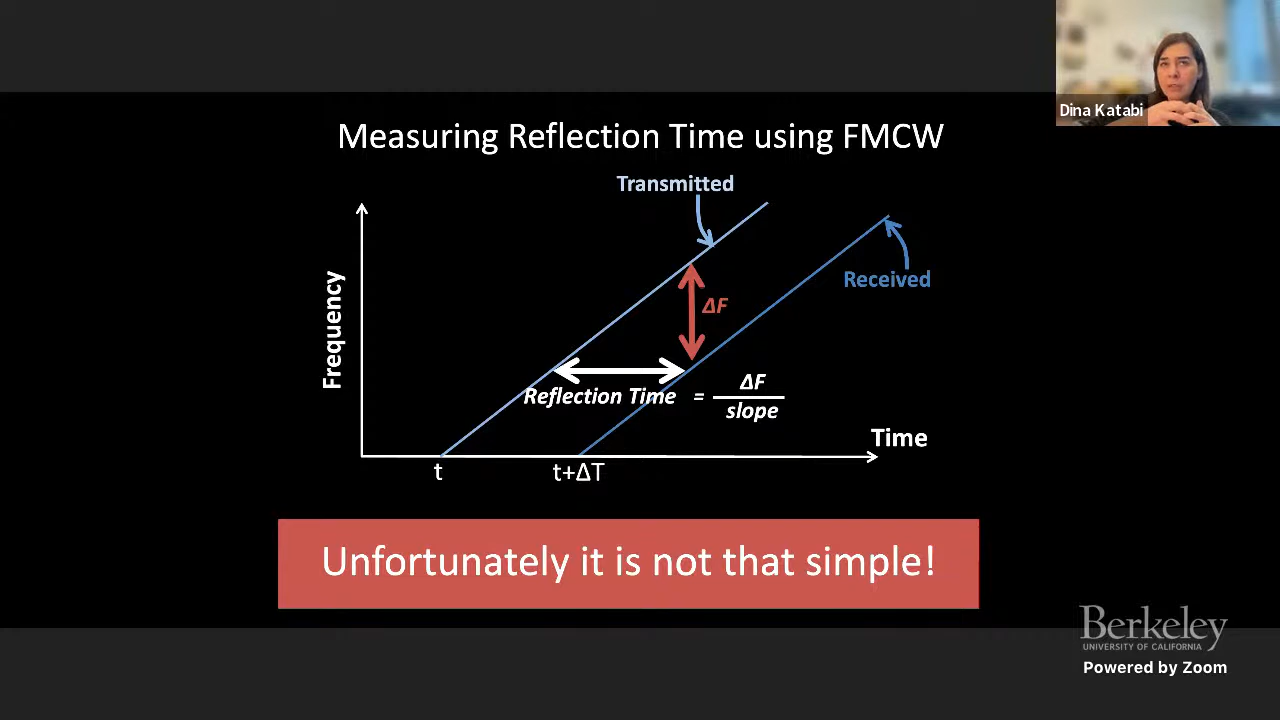 Dina Katabi
Measuring Reflection Time using FMCW
Transmitted
Received
Frequency
ΔF
Reflection Time = ΔF
slope
Time
t
t+ΔT
Unfortunately it is not that simple!
Berkeley
UNIVERSITY OF CALIFORNIA
Powered by Zoom